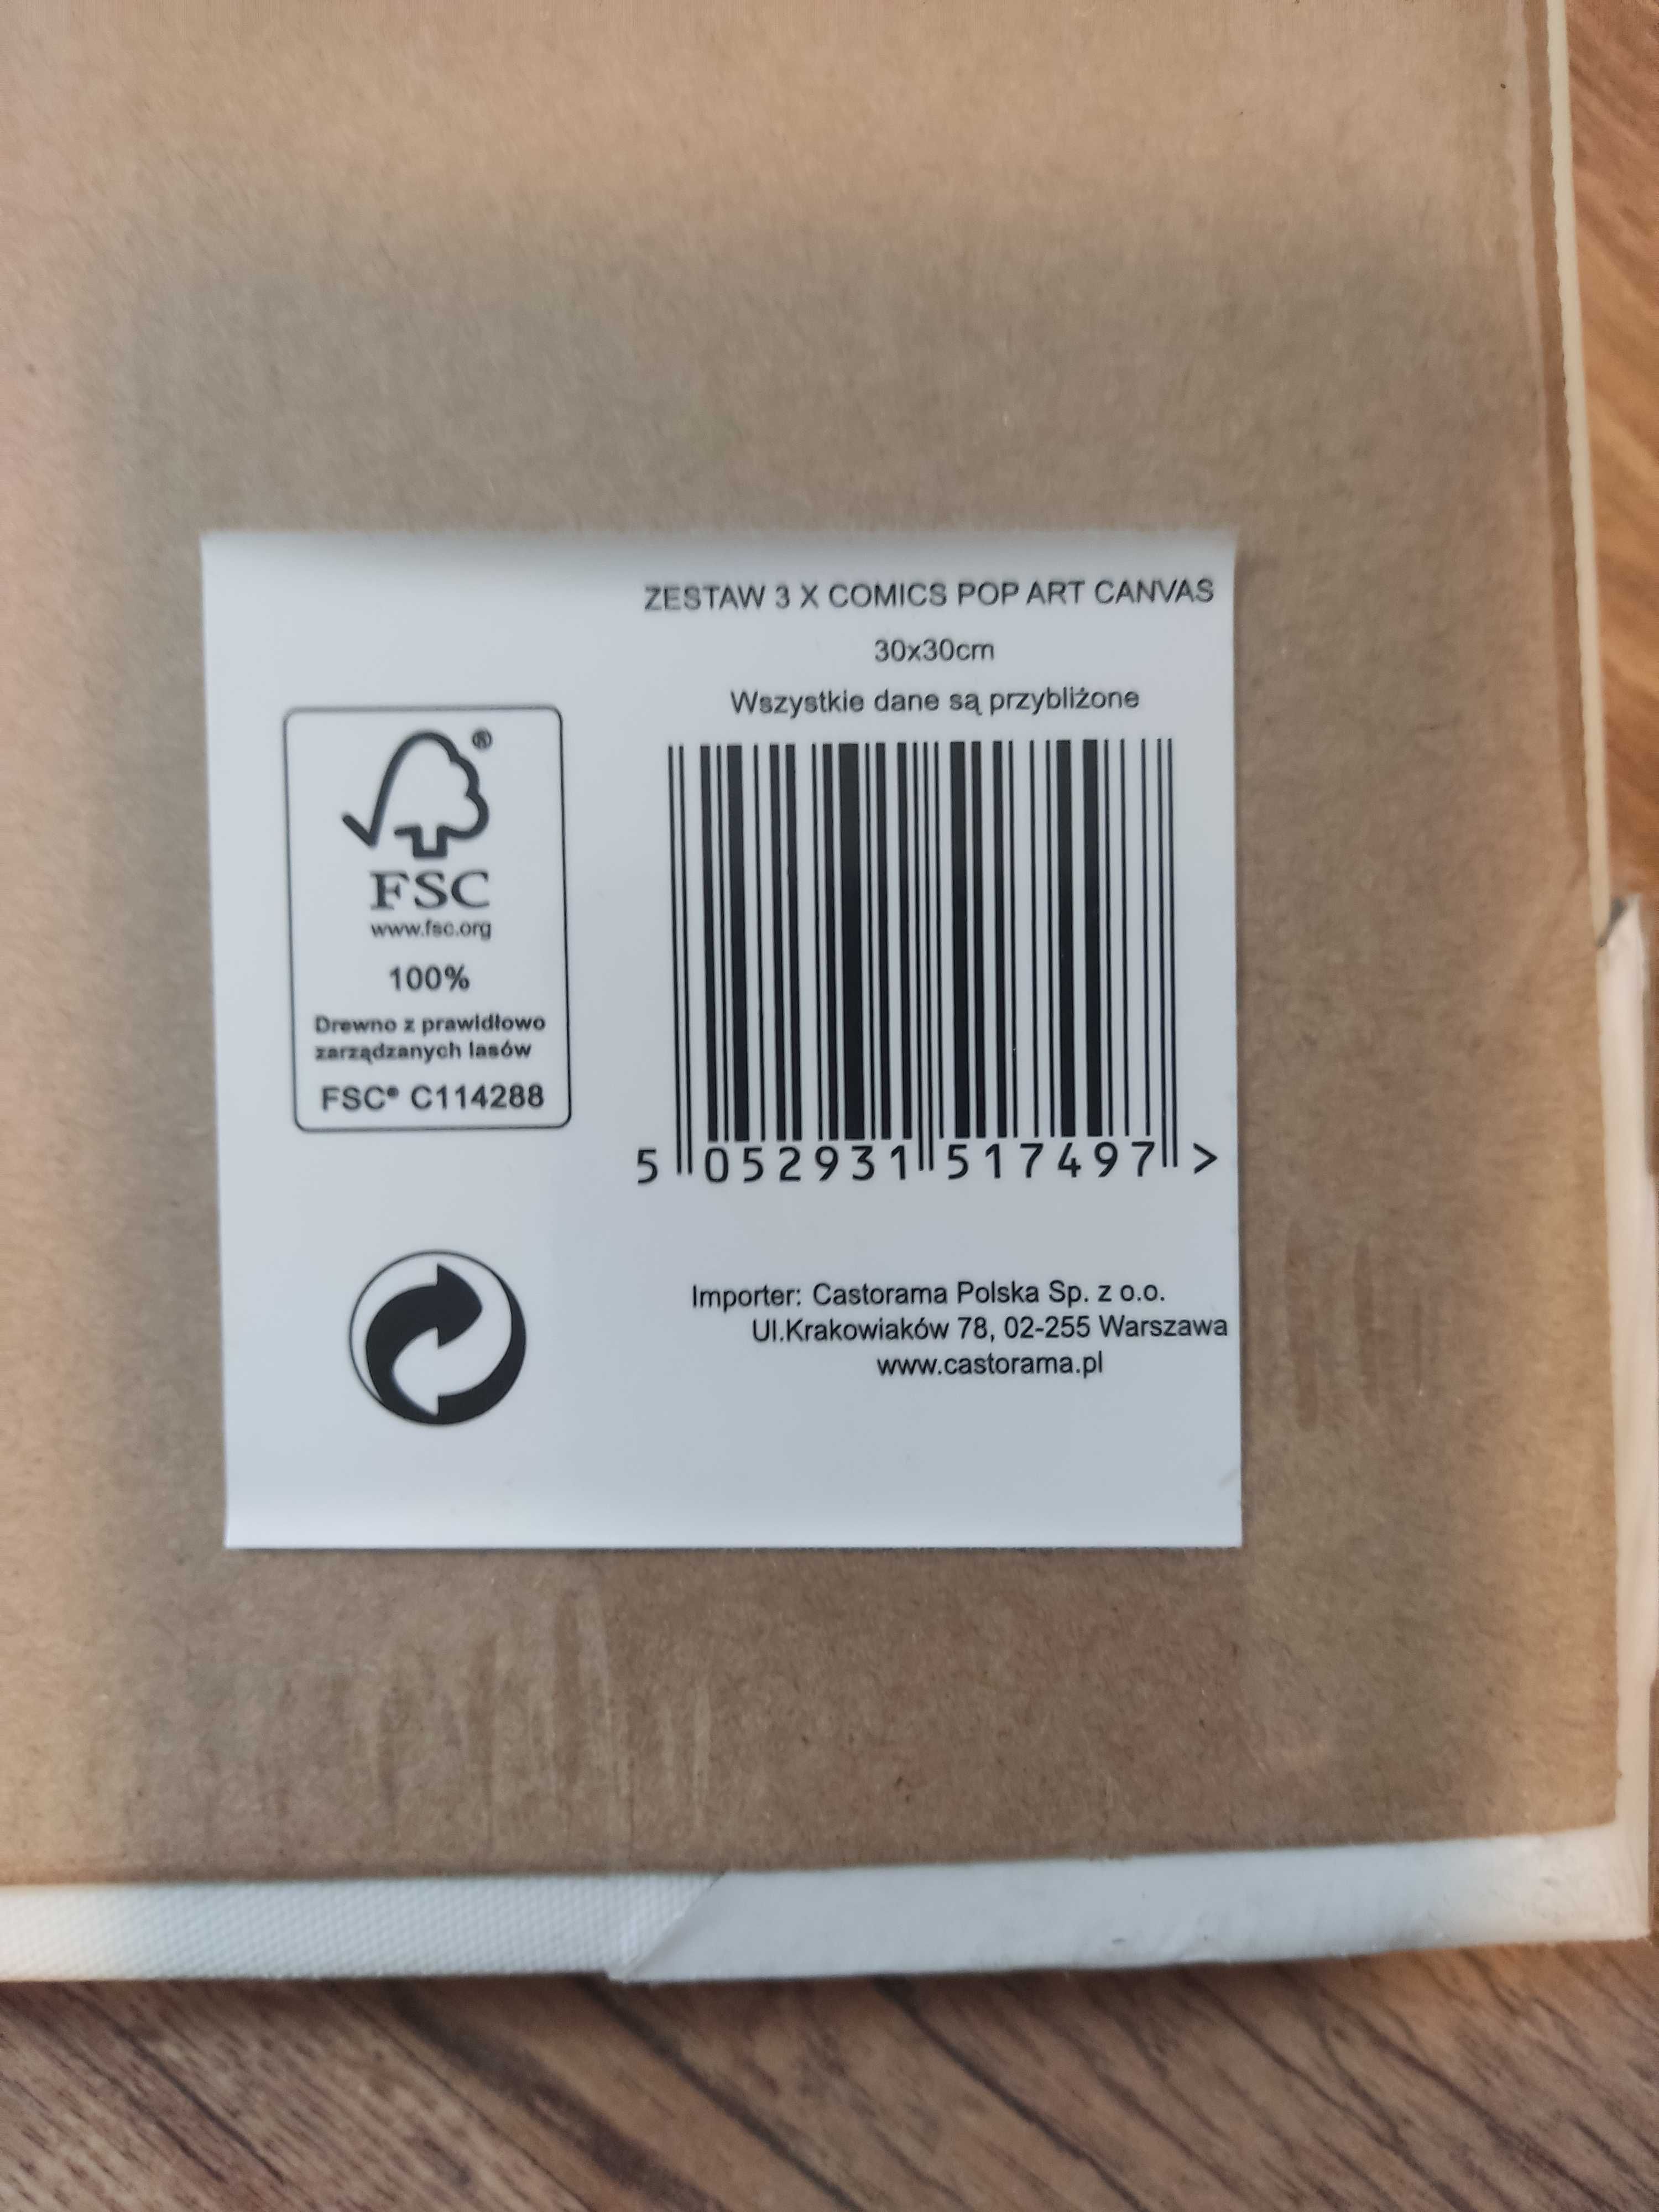 ZESTAW 3 X COMICS POP ART CANVAS
30x30cm
Wszystkie dane są przybliżone
®
FSC
www.fsc.org
100%
Drewno z prawidłowo
zarządzanych lasów
FSC® C114288
5 052931 517497 >
Importer: Castorama Polska Sp. z o.o.
Ul.Krakowiaków 78, 02-255 Warszawa
www.castorama.pl